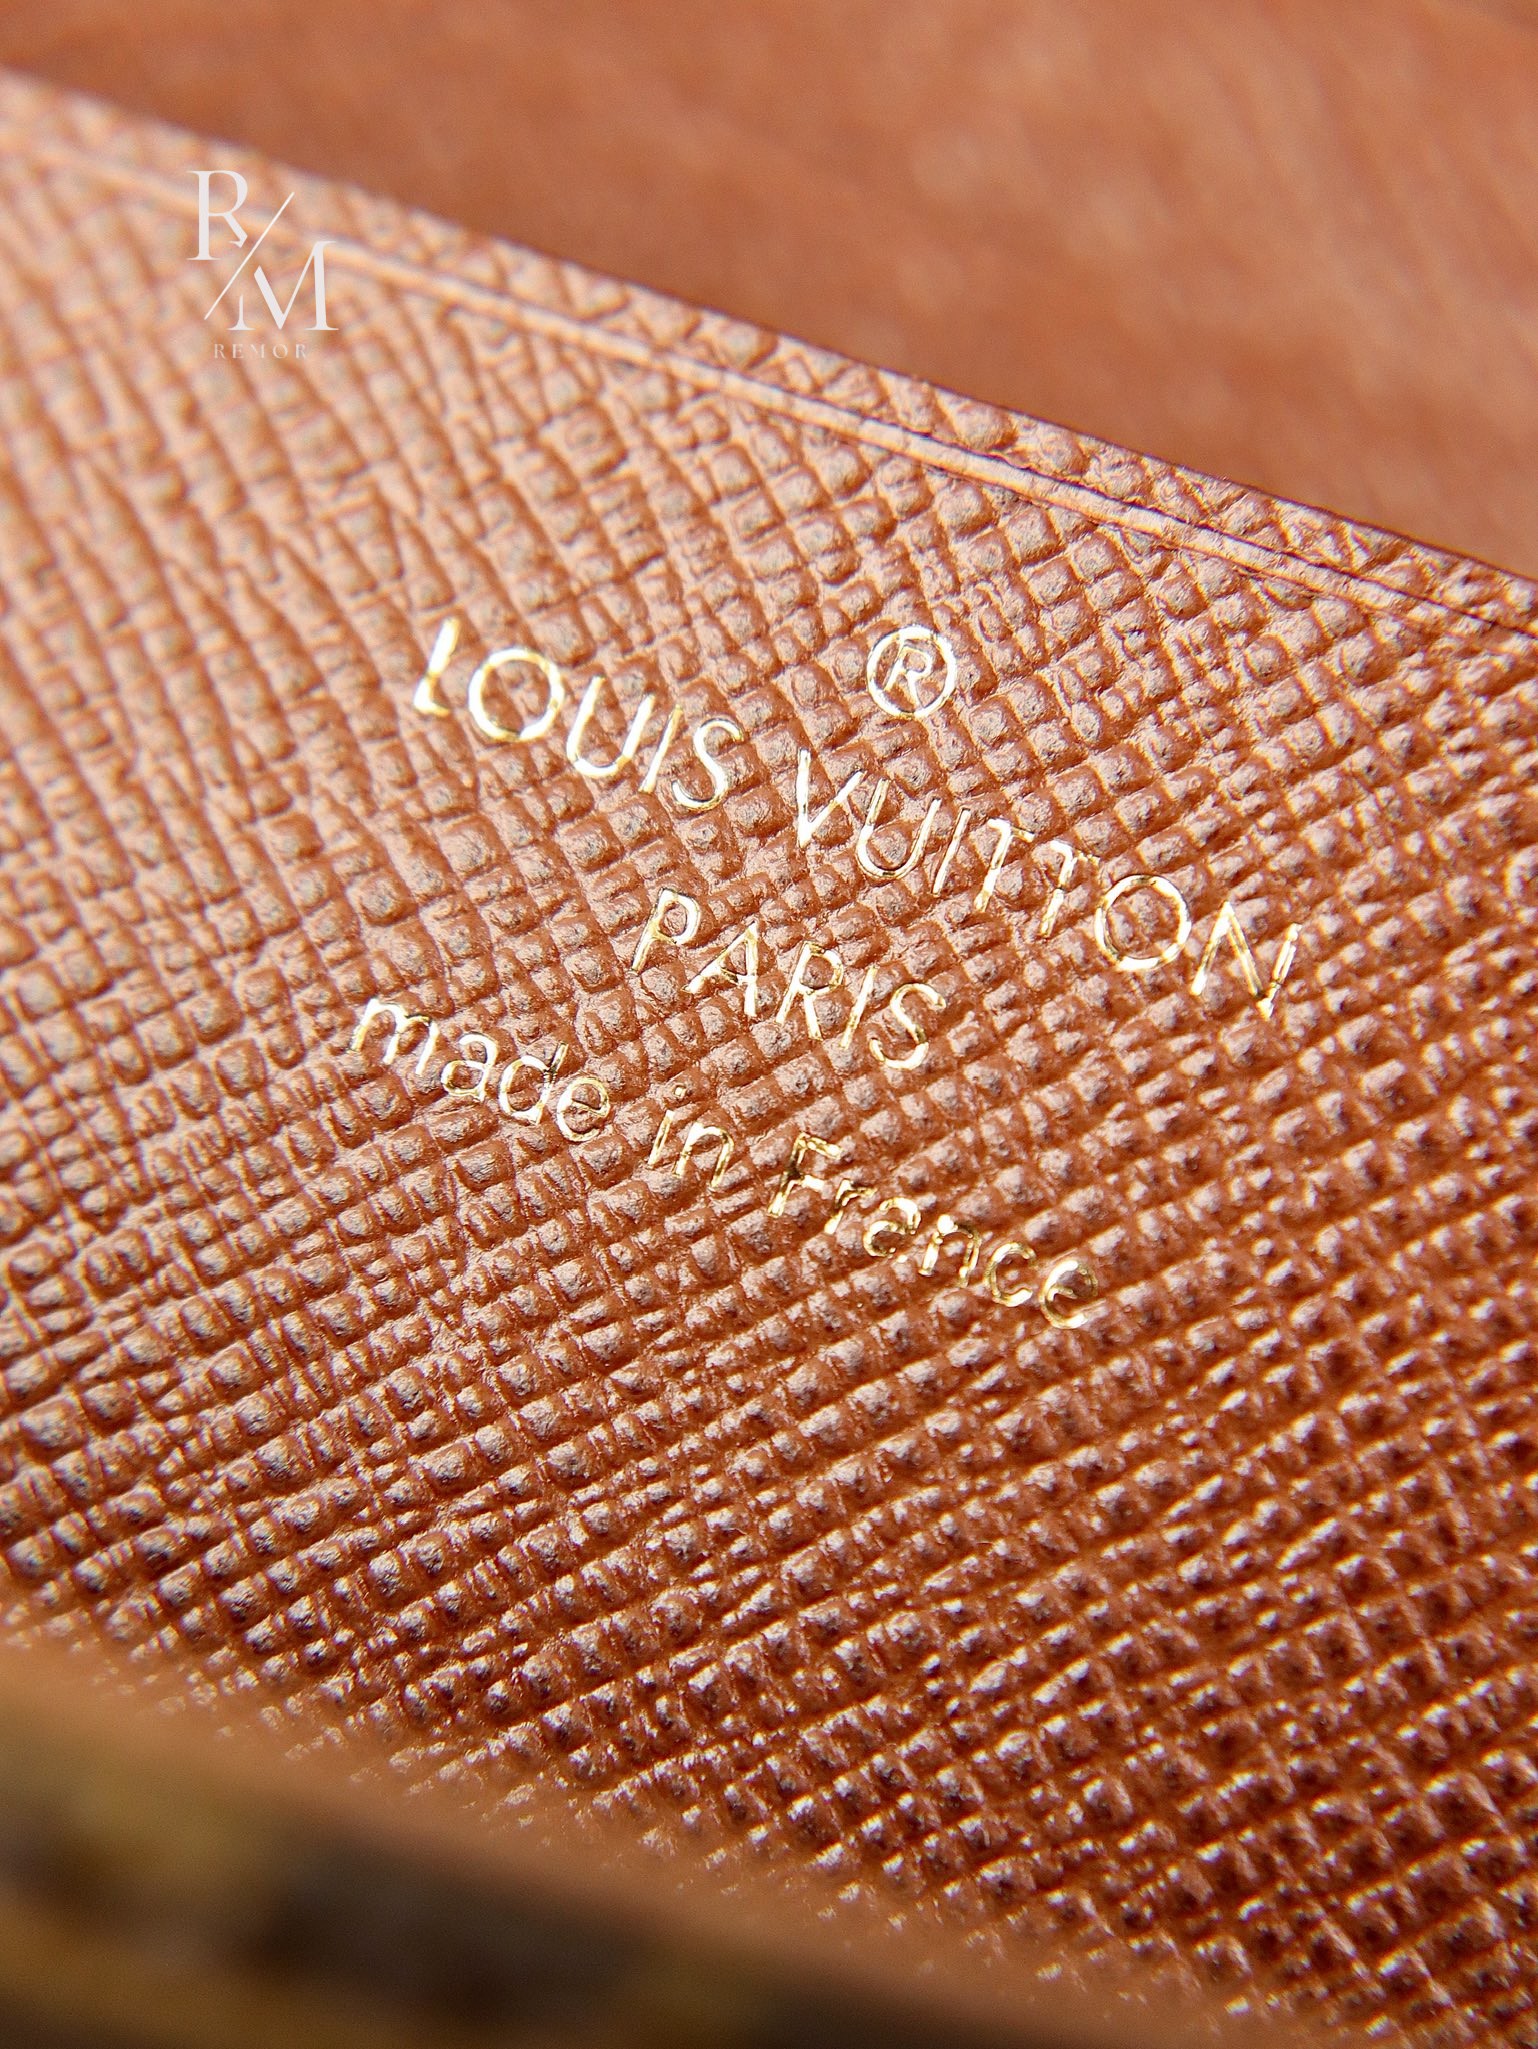 R/M
REMOR
®
LOUIS VUITTON
PARIS
made in France